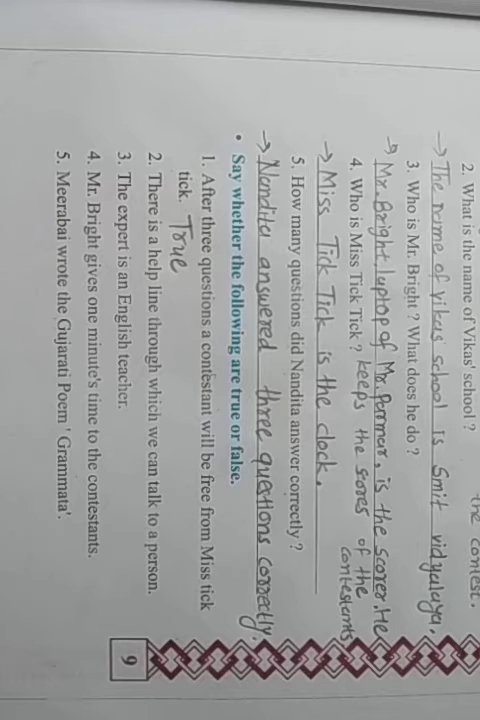 the contest.
2. What is the name of Vikas' school ?
→ The name of vikas school is Smit vidyalaya.
3. Who is Mr. Bright ? What does he do ?
→ Mr. Bright, laptop of Mr. Parmar, is the scorer. He
keeps the scores of the contestants
4. Who is Miss Tick Tick ?
→ Miss Tick Tick is the clock.
5. How many questions did Nandita answer correctly ?
→ Nandita answered three questions correctly.
• Say whether the following are true or false.
1. After three questions a contestant will be free from Miss tick
tick. True
2. There is a help line through which we can talk to a person.
3. The expert is an English teacher.
4. Mr. Bright gives one minute's time to the contestants.
5. Meerabai wrote the Gujarati Poem ' Grammata'.
9